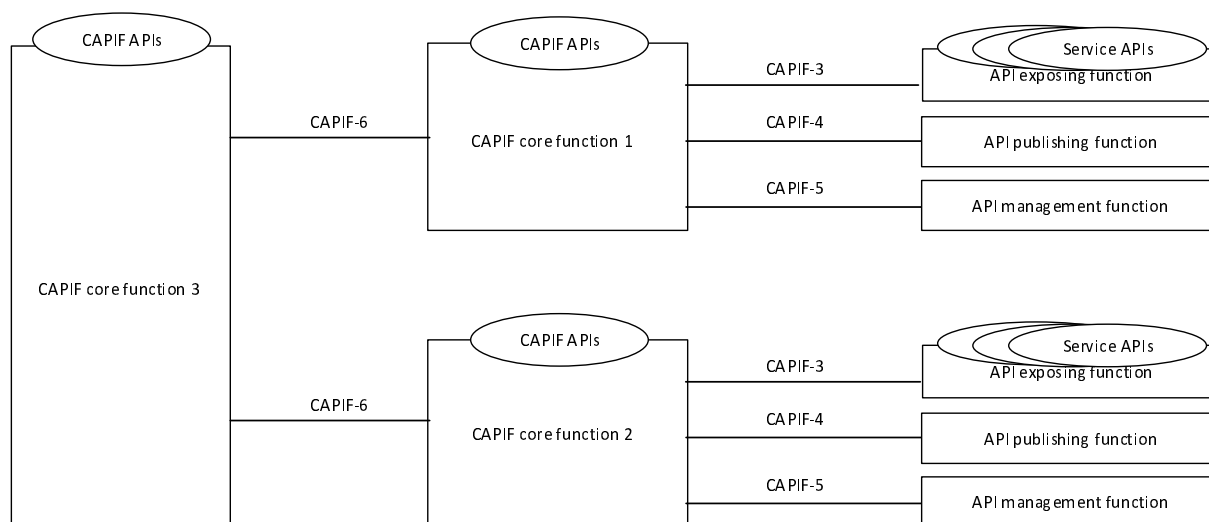 CAPIF APIs
CAPIF core function 3
CAPIF-6
CAPIF-6
CAPIF APIs
CAPIF core function 1
CAPIF-3
CAPIF-4
CAPIF-5
Service APIs
API exposing function
API publishing function
API management function
CAPIF APIs
CAPIF core function 2
CAPIF-3
CAPIF-4
CAPIF-5
Service APIs
API exposing function
API publishing function
API management function